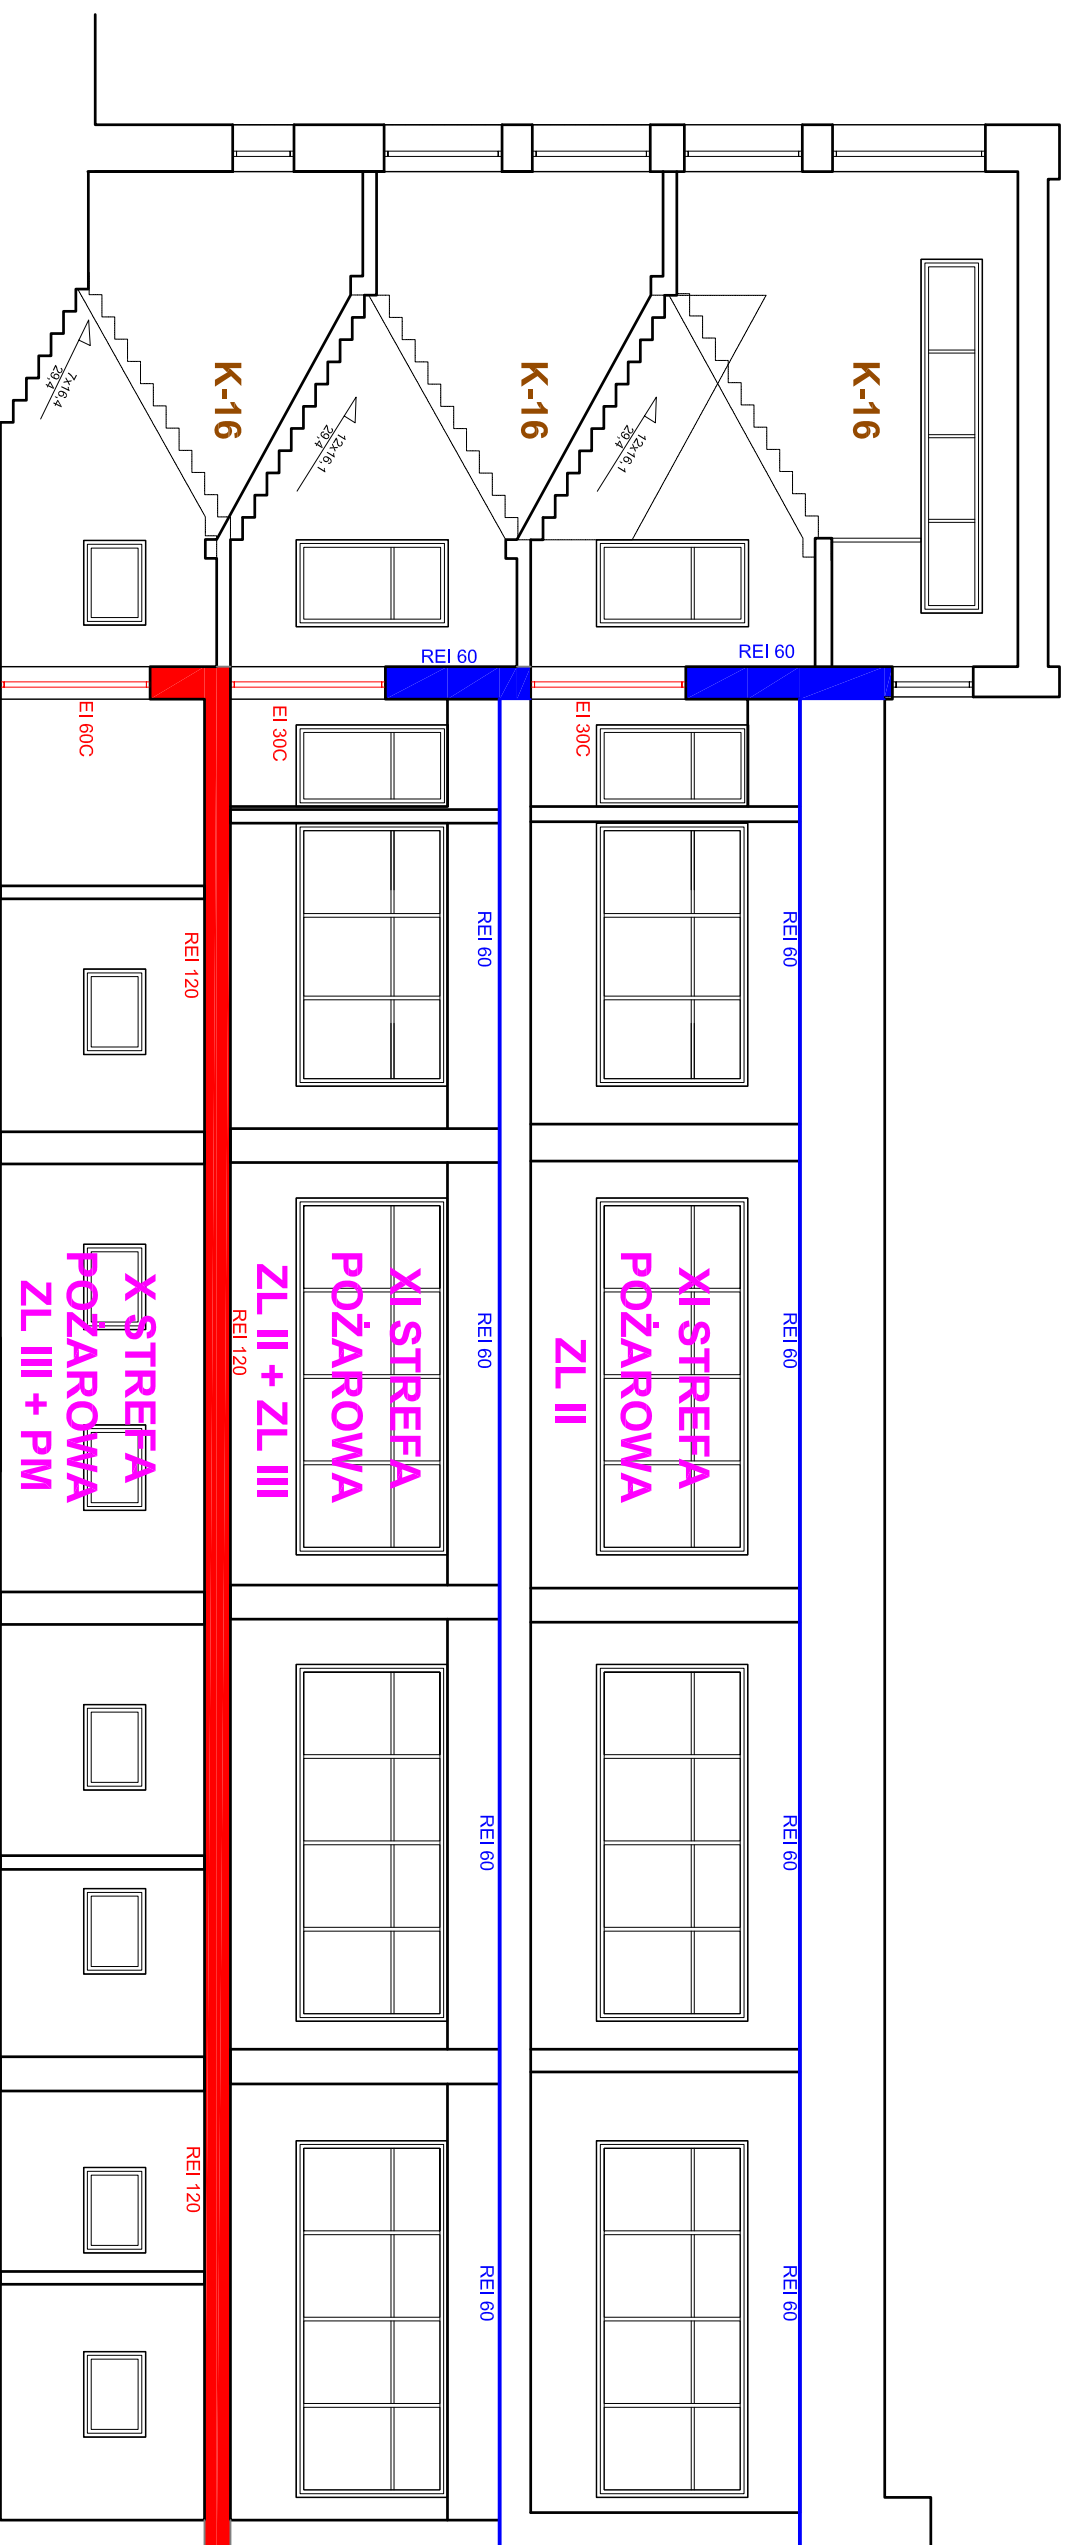 K-16
K-16
K-16
12x16,1
29,4
12x16,1
29,4
7x16,4
29,4
REI 60
REI 60
EI 30C
EI 30C
EI 60C
REI 60
REI 60
REI 120
XI STREFA
POŻAROWA
ZL II
REI 60
XI STREFA
POŻAROWA
ZL II + ZL III
REI 60
REI 120
X STREFA
POŻAROWA
ZL III + PM
REI 60
REI 60
REI 120
REI 60
REI 60